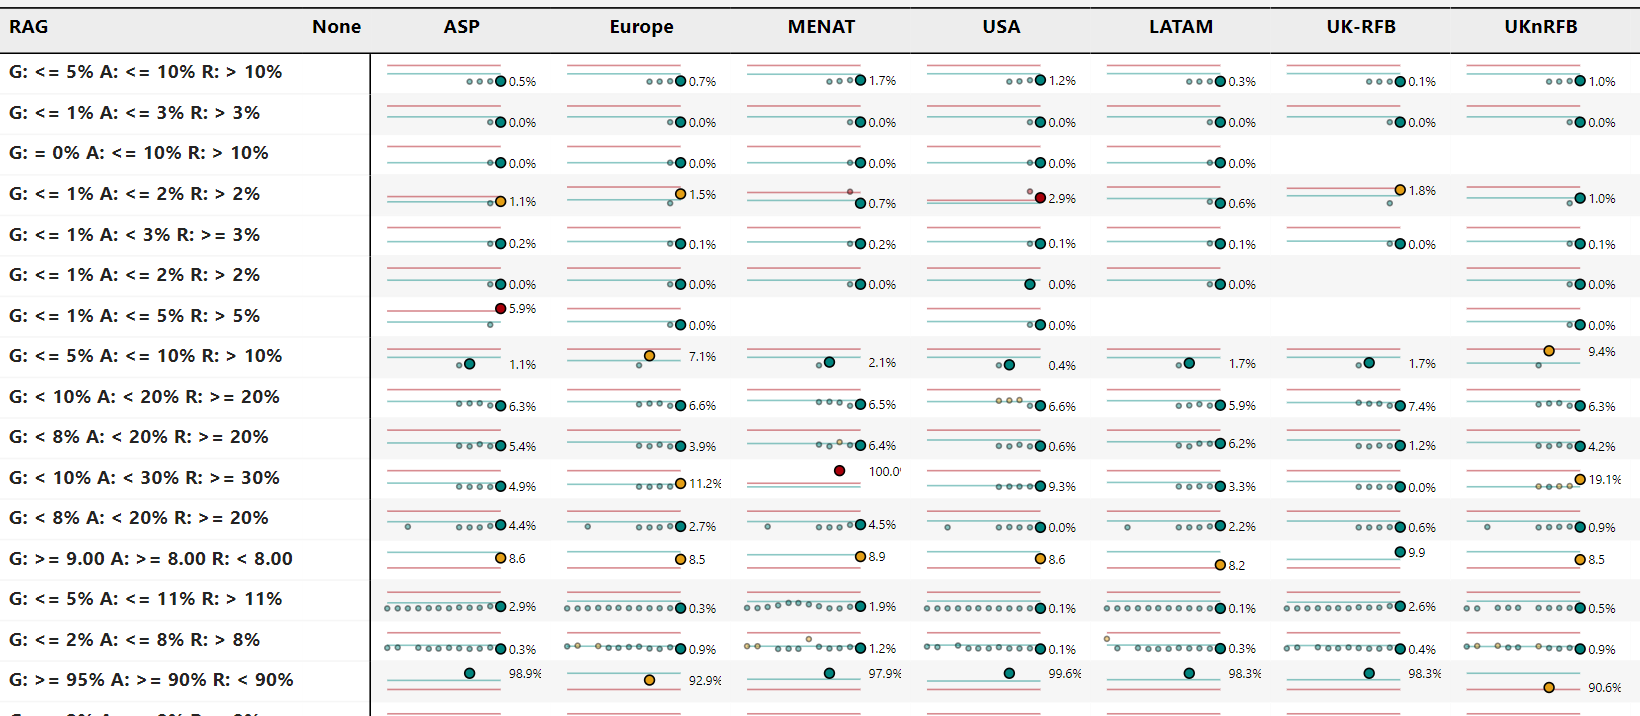 RAG None ASP Europe MENAT USA LATAM UK-RFB UKnRFB
G: <= 5% A: <= 10% R: > 10% 0.5% 0.7% 1.7% 1.2% 0.3% 0.1% 1.0%
G: <= 1% A: <= 3% R: > 3% 0.0% 0.0% 0.0% 0.0% 0.0% 0.0% 0.0%
G: = 0% A: <= 10% R: > 10% 0.0% 0.0% 0.0% 0.0% 0.0%
G: <= 1% A: <= 2% R: > 2% 1.1% 1.5% 0.7% 2.9% 0.6% 1.8% 1.0%
G: <= 1% A: < 3% R: >= 3% 0.2% 0.1% 0.2% 0.1% 0.1% 0.0% 0.1%
G: <= 1% A: <= 2% R: > 2% 0.0% 0.0% 0.0% 0.0% 0.0% 0.0%
G: <= 1% A: <= 5% R: > 5% 5.9% 0.0% 0.0% 0.0%
G: <= 5% A: <= 10% R: > 10% 1.1% 7.1% 2.1% 0.4% 1.7% 1.7% 9.4%
G: < 10% A: < 20% R: >= 20% 6.3% 6.6% 6.5% 6.6% 5.9% 7.4% 6.3%
G: < 8% A: < 20% R: >= 20% 5.4% 3.9% 6.4% 0.6% 6.2% 1.2% 4.2%
G: < 10% A: < 30% R: >= 30% 4.9% 11.2% 100.0 9.3% 3.3% 0.0% 19.1%
G: < 8% A: < 20% R: >= 20% 4.4% 2.7% 4.5% 0.0% 2.2% 0.6% 0.9%
G: >= 9.00 A: >= 8.00 R: < 8.00 8.6 8.5 8.9 8.6 8.2 9.9 8.5
G: <= 5% A: <= 11% R: > 11% 2.9% 0.3% 1.9% 0.1% 0.1% 2.6% 0.5%
G: <= 2% A: <= 8% R: > 8% 0.3% 0.9% 1.2% 0.1% 0.3% 0.4% 0.9%
G: >= 95% A: >= 90% R: < 90% 98.9% 92.9% 97.9% 99.6% 98.3% 98.3% 90.6%